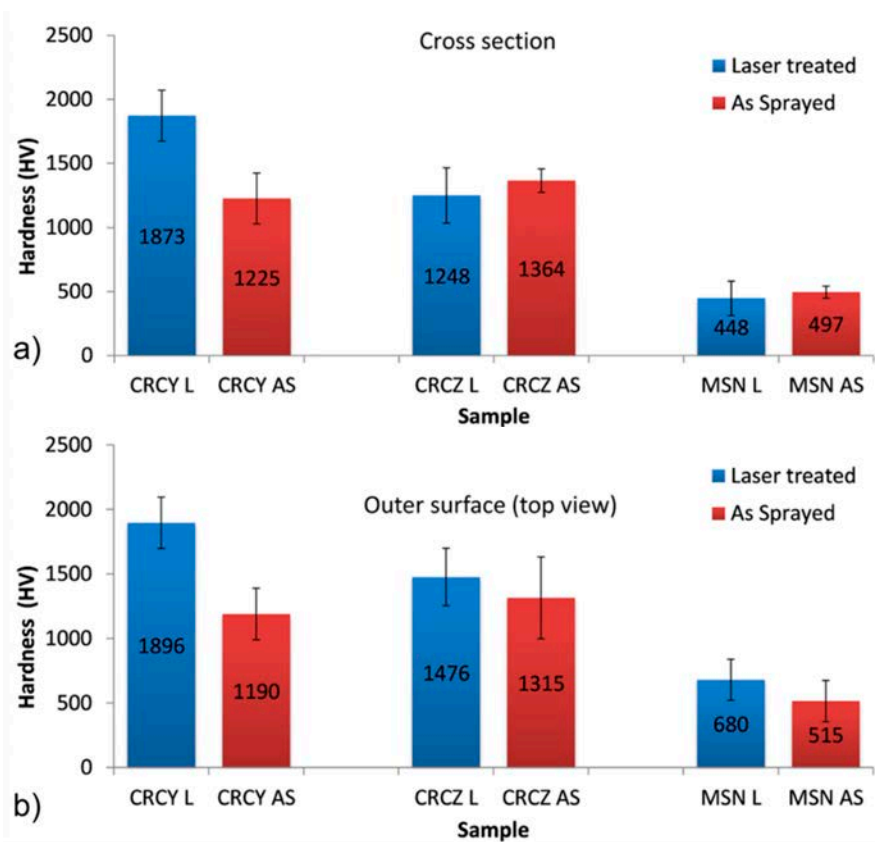 2500
Cross section
Laser treated
As Sprayed
2000
1500
1000
500
0
Hardness (HV)
1873
1225
1248
1364
448
497
a)
CRCY L CRCY AS CRCZ L CRCZ AS MSN L MSN AS
Sample
2500
Outer surface (top view)
Laser treated
As Sprayed
2000
1500
1000
500
0
Hardness (HV)
1896
1190
1476
1315
680
515
b)
CRCY L CRCY AS CRCZ L CRCZ AS MSN L MSN AS
Sample